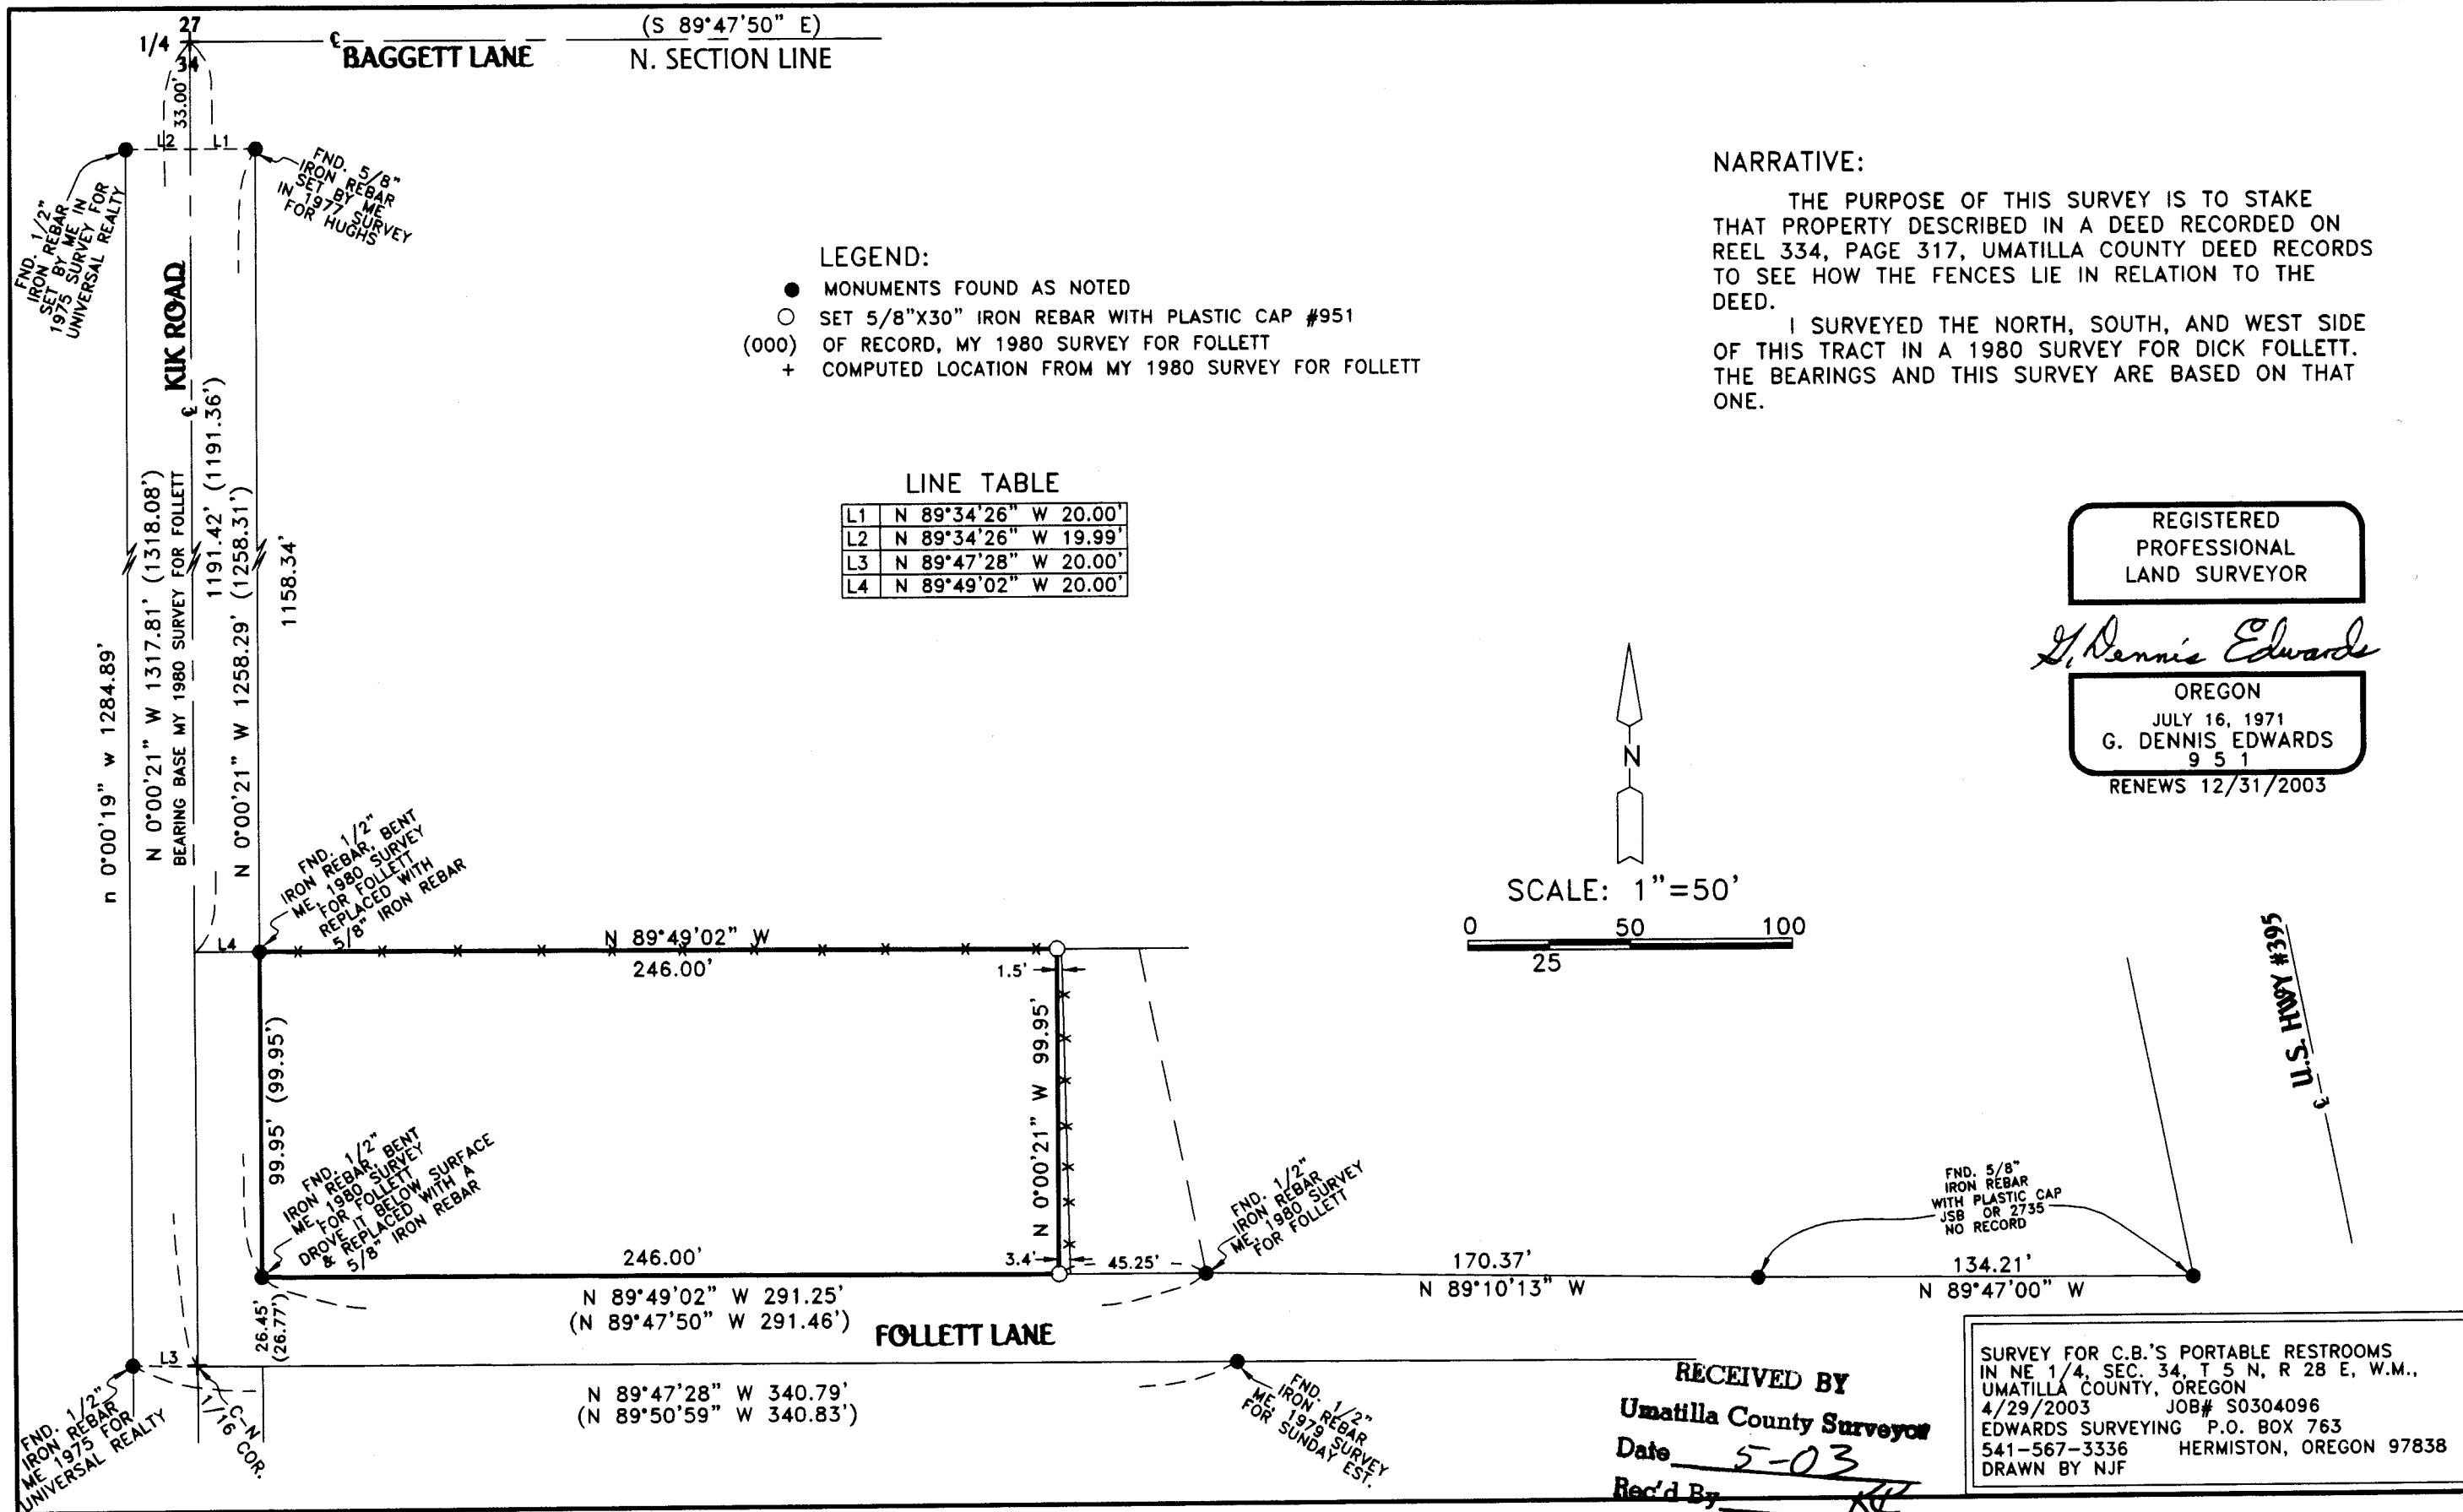 27
1/4
34
℄
BAGGETT LANE
(S 89°47'50" E)
N. SECTION LINE
33.00'
L2
L1
FND. 1/2"
IRON REBAR
SET BY ME IN
1975 SURVEY FOR
UNIVERSAL REALTY
FND. 5/8"
IRON REBAR
IN SET BY ME
1977 SURVEY
FOR HUGHS
℄ KIK ROAD
n 0°00'19" w 1284.89'
N 0°00'21" W 1317.81' (1318.08')
BEARING BASE MY 1980 SURVEY FOR FOLLETT
1191.42' (1191.36')
N 0°00'21" W 1258.29' (1258.31')
1158.34'
LEGEND:
● MONUMENTS FOUND AS NOTED
○ SET 5/8"X30" IRON REBAR WITH PLASTIC CAP #951
(000) OF RECORD, MY 1980 SURVEY FOR FOLLETT
+ COMPUTED LOCATION FROM MY 1980 SURVEY FOR FOLLETT
LINE TABLE
L1 N 89°34'26" W 20.00'
L2 N 89°34'26" W 19.99'
L3 N 89°47'28" W 20.00'
L4 N 89°49'02" W 20.00'
NARRATIVE:
THE PURPOSE OF THIS SURVEY IS TO STAKE
THAT PROPERTY DESCRIBED IN A DEED RECORDED ON
REEL 334, PAGE 317, UMATILLA COUNTY DEED RECORDS
TO SEE HOW THE FENCES LIE IN RELATION TO THE
DEED.
I SURVEYED THE NORTH, SOUTH, AND WEST SIDE
OF THIS TRACT IN A 1980 SURVEY FOR DICK FOLLETT.
THE BEARINGS AND THIS SURVEY ARE BASED ON THAT
ONE.
REGISTERED
PROFESSIONAL
LAND SURVEYOR
G. Dennis Edwards
OREGON
JULY 16, 1971
G. DENNIS EDWARDS
9 5 1
RENEWS 12/31/2003
N
SCALE: 1"=50'
0 50 100
25
FND. 1/2"
IRON REBAR, BENT
ME, 1980 SURVEY
FOR FOLLETT
REPLACED WITH
5/8" IRON REBAR
L4
N 89°49'02" W
246.00'
1.5'
99.95' (99.95')
N 0°00'21" W 99.95'
FND. 1/2"
IRON REBAR, BENT
ME, 1980 SURVEY
FOR FOLLETT
DROVE IT BELOW SURFACE
& REPLACED WITH A
5/8" IRON REBAR
246.00'
3.4'
45.25'
N 89°49'02" W 291.25'
(N 89°47'50" W 291.46')
FND. 1/2"
IRON REBAR
ME, 1980 SURVEY
FOR FOLLETT
170.37'
N 89°10'13" W
FND. 5/8"
IRON REBAR
WITH PLASTIC CAP
JSB OR 2735
NO RECORD
134.21'
N 89°47'00" W
U.S. HWY #395
℄
26.45'
(26.77')
FOLLETT LANE
L3
N 89°47'28" W 340.79'
(N 89°50'59" W 340.83')
FND. 1/2"
IRON REBAR,
ME 1975 FOR
UNIVERSAL REALTY
C-N
1/16 COR.
FND. 1/2"
IRON REBAR
ME, 1979 SURVEY
FOR SUNDAY EST.
RECEIVED BY
Umatilla County Surveyor
Date 5-03
Rec'd By
SURVEY FOR C.B.'S PORTABLE RESTROOMS
IN NE 1/4, SEC. 34, T 5 N, R 28 E, W.M.,
UMATILLA COUNTY, OREGON
4/29/2003 JOB# S0304096
EDWARDS SURVEYING P.O. BOX 763
541-567-3336 HERMISTON, OREGON 97838
DRAWN BY NJF